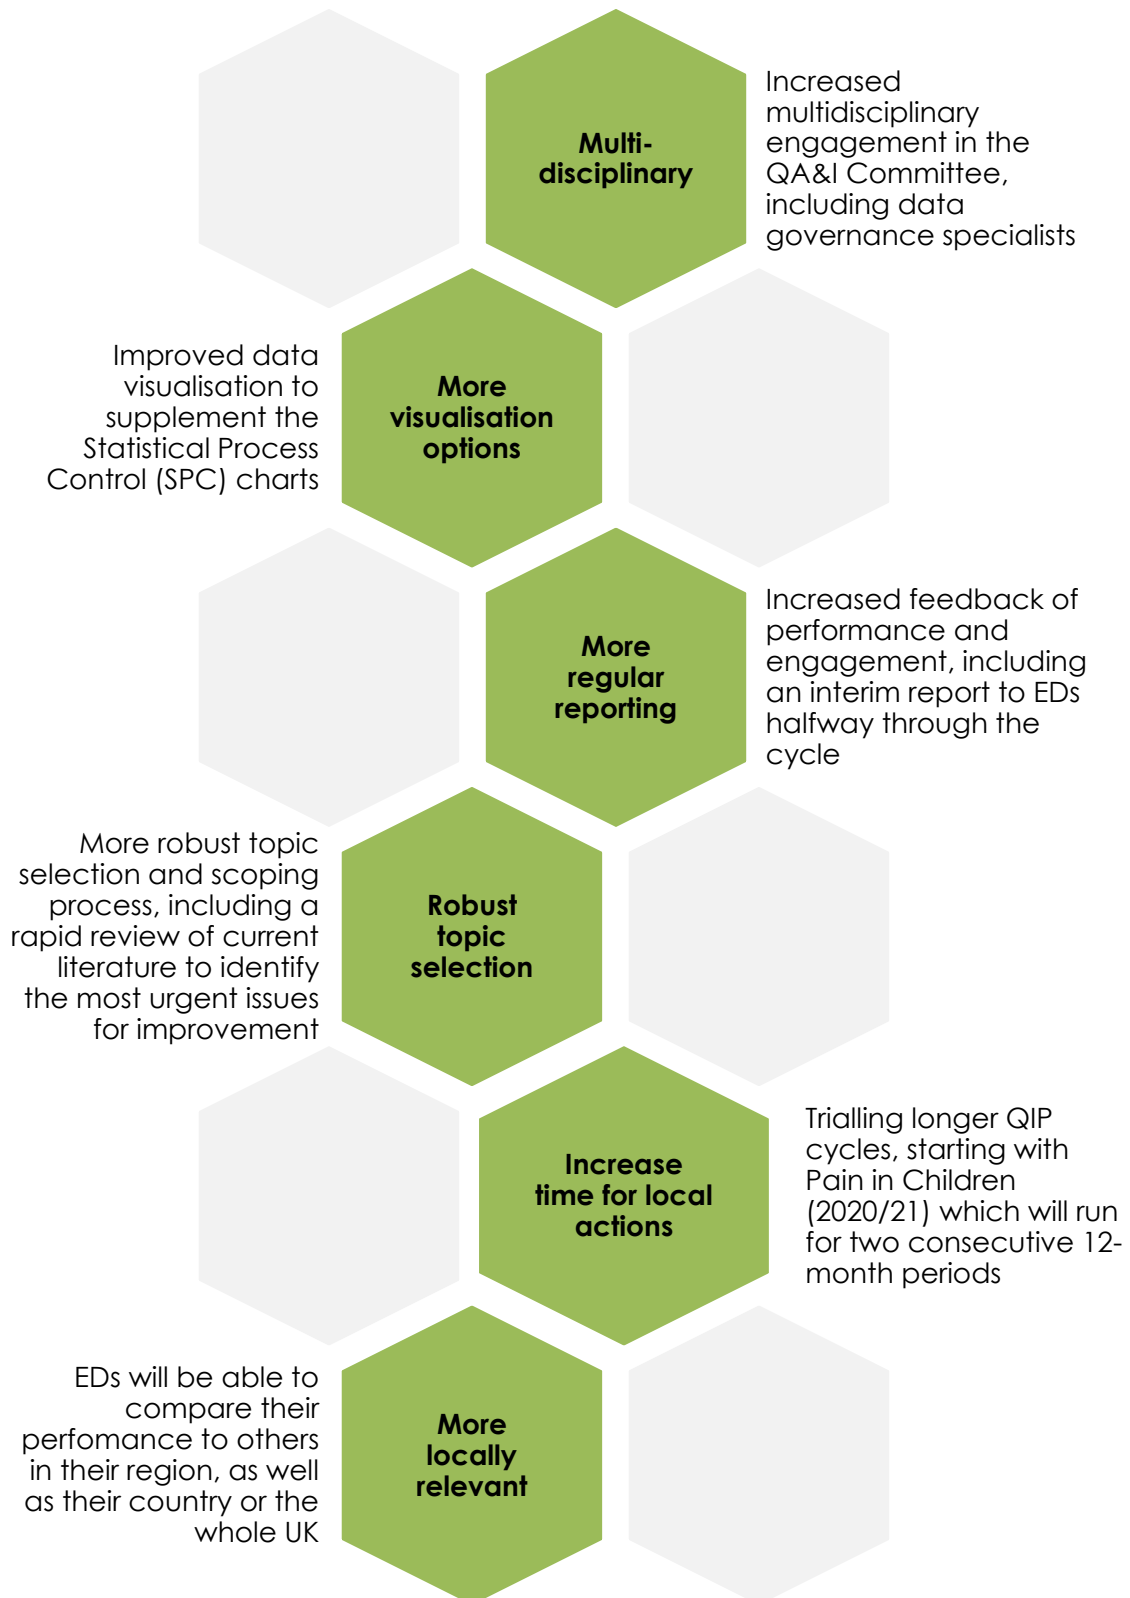 Multi-
disciplinary
Increased
multidisciplinary
engagement in the
QA&I Committee,
including data
governance specialists
Improved data
visualisation to
supplement the
Statistical Process
Control (SPC) charts
More
visualisation
options
More
regular
reporting
Increased feedback of
performance and
engagement, including
an interim report to EDs
halfway through the
cycle
More robust topic
selection and scoping
process, including a
rapid review of current
literature to identify
the most urgent issues
for improvement
Robust
topic
selection
Increase
time for local
actions
Trialling longer QIP
cycles, starting with
Pain in Children
(2020/21) which will run
for two consecutive 12-
month periods
EDs will be able to
compare their
perfomance to others
in their region, as well
as their country or the
whole UK
More
locally
relevant